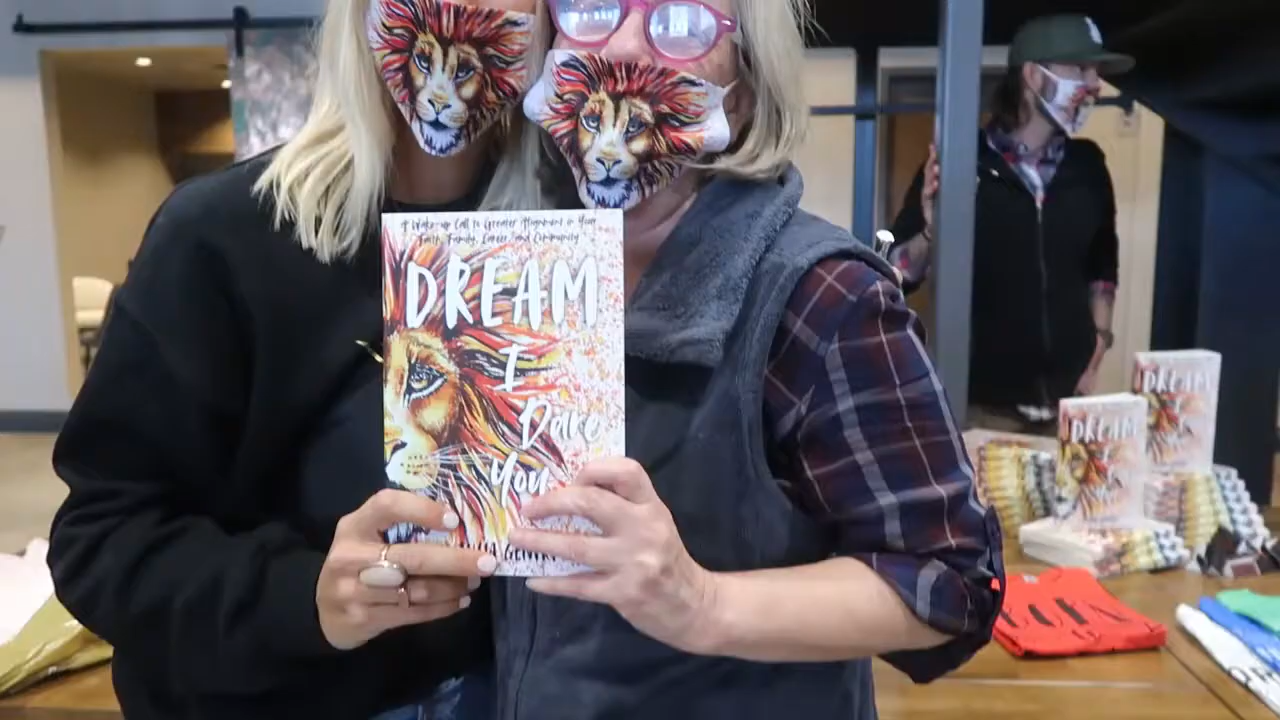 A Wake-up Call to Greater Alignment in Your
Faith, Family, Career, and Community
DREAM
I
Dare
You
DREAM
DREAM